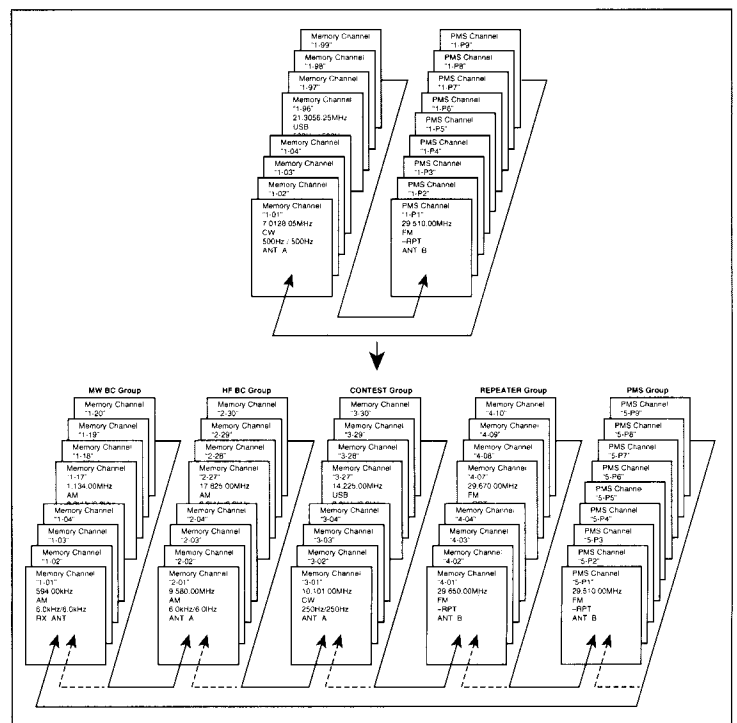 Memory Channel
"1-99"
Memory Channel
"1-98"
Memory Channel
"1-97"
Memory Channel
"1-96"
21.3056.25MHz
USB
Memory Channel
"1-04"
Memory Channel
"1-03"
Memory Channel
"1-02"
Memory Channel
"1-01"
7.0128.05MHz
CW
500Hz / 500Hz
ANT A
PMS Channel
"1-P9"
PMS Channel
"1-P8"
PMS Channel
"1-P7"
PMS Channel
"1-P6"
PMS Channel
"1-P5"
PMS Channel
"1-P4"
PMS Channel
"1-P3"
PMS Channel
"1-P2"
PMS Channel
"1-P1"
29.510.00MHz
FM
-RPT
ANT B
MW BC Group
Memory Channel
"1-20"
"1-19"
Memory Channel
"1-18"
Memory Channel
"1-17"
1.134.00MHz
AM
Memory Channel
"1-04"
Memory Channel
"1-03"
Memory Channel
"1-02"
Memory Channel
"1-01"
594.00kHz
AM
6.0kHz/6.0kHz
RX ANT
HF BC Group
Memory Channel
"2-30"
Memory Channel
"2-29"
Memory Channel
"2-28"
Memory Channel
"2-27"
17.825.00MHz
AM
Memory Channel
"2-04"
Memory Channel
"2-03"
Memory Channel
"2-02"
Memory Channel
"2-01"
9.580.00MHz
AM
ANT A
CONTEST Group
Memory Channel
"3-30"
Memory Channel
"3-29"
Memory Channel
"3-28"
Memory Channel
"3-27"
14.225.00MHz
USB
Memory Channel
"3-04"
Memory Channel
"3-03"
Memory Channel
"3-02"
Memory Channel
"3-01"
10.101.00MHz
CW
250Hz/250Hz
ANT A
REPEATER Group
Memory Channel
"4-10"
Memory Channel
"4-09"
Memory Channel
"4-08"
Memory Channel
"4-07"
29.670.00MHz
FM
Memory Channel
"4-04"
Memory Channel
"4-03"
Memory Channel
"4-02"
Memory Channel
"4-01"
29.650.00MHz
FM
-RPT
ANT B
PMS Group
PMS Channel
"5-P9"
PMS Channel
"5-P8"
PMS Channel
"5-P7"
PMS Channel
"5-P6"
PMS Channel
"5-P5"
PMS Channel
"5-P4"
PMS Channel
"5-P3
PMS Channel
"5-P2"
PMS Channel
"5-P1"
29.510.00MHz
FM
-RPT
ANT B